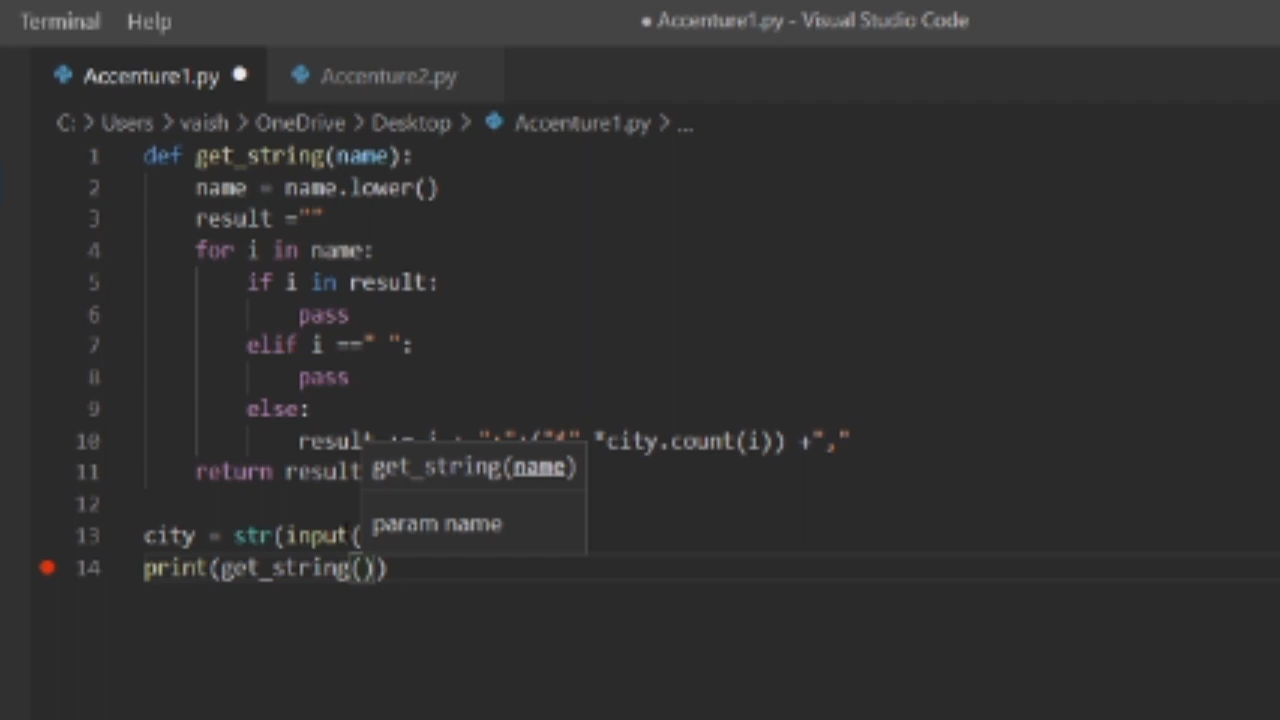 Terminal Help
● Accenture1.py - Visual Studio Code
Accenture1.py ● Accenture2.py
C: > Users > vaish > OneDrive > Desktop > Accenture1.py > ...
1 def get_string(name):
2 name = name.lower()
3 result =""
4 for i in name:
5 if i in result:
6 pass
7 elif i ==" ":
8 pass
9 else:
10 result *city.count(i)) +","
11 return result
get_string(name)
12
param name
13 city = str(input(
14 print(get_string())